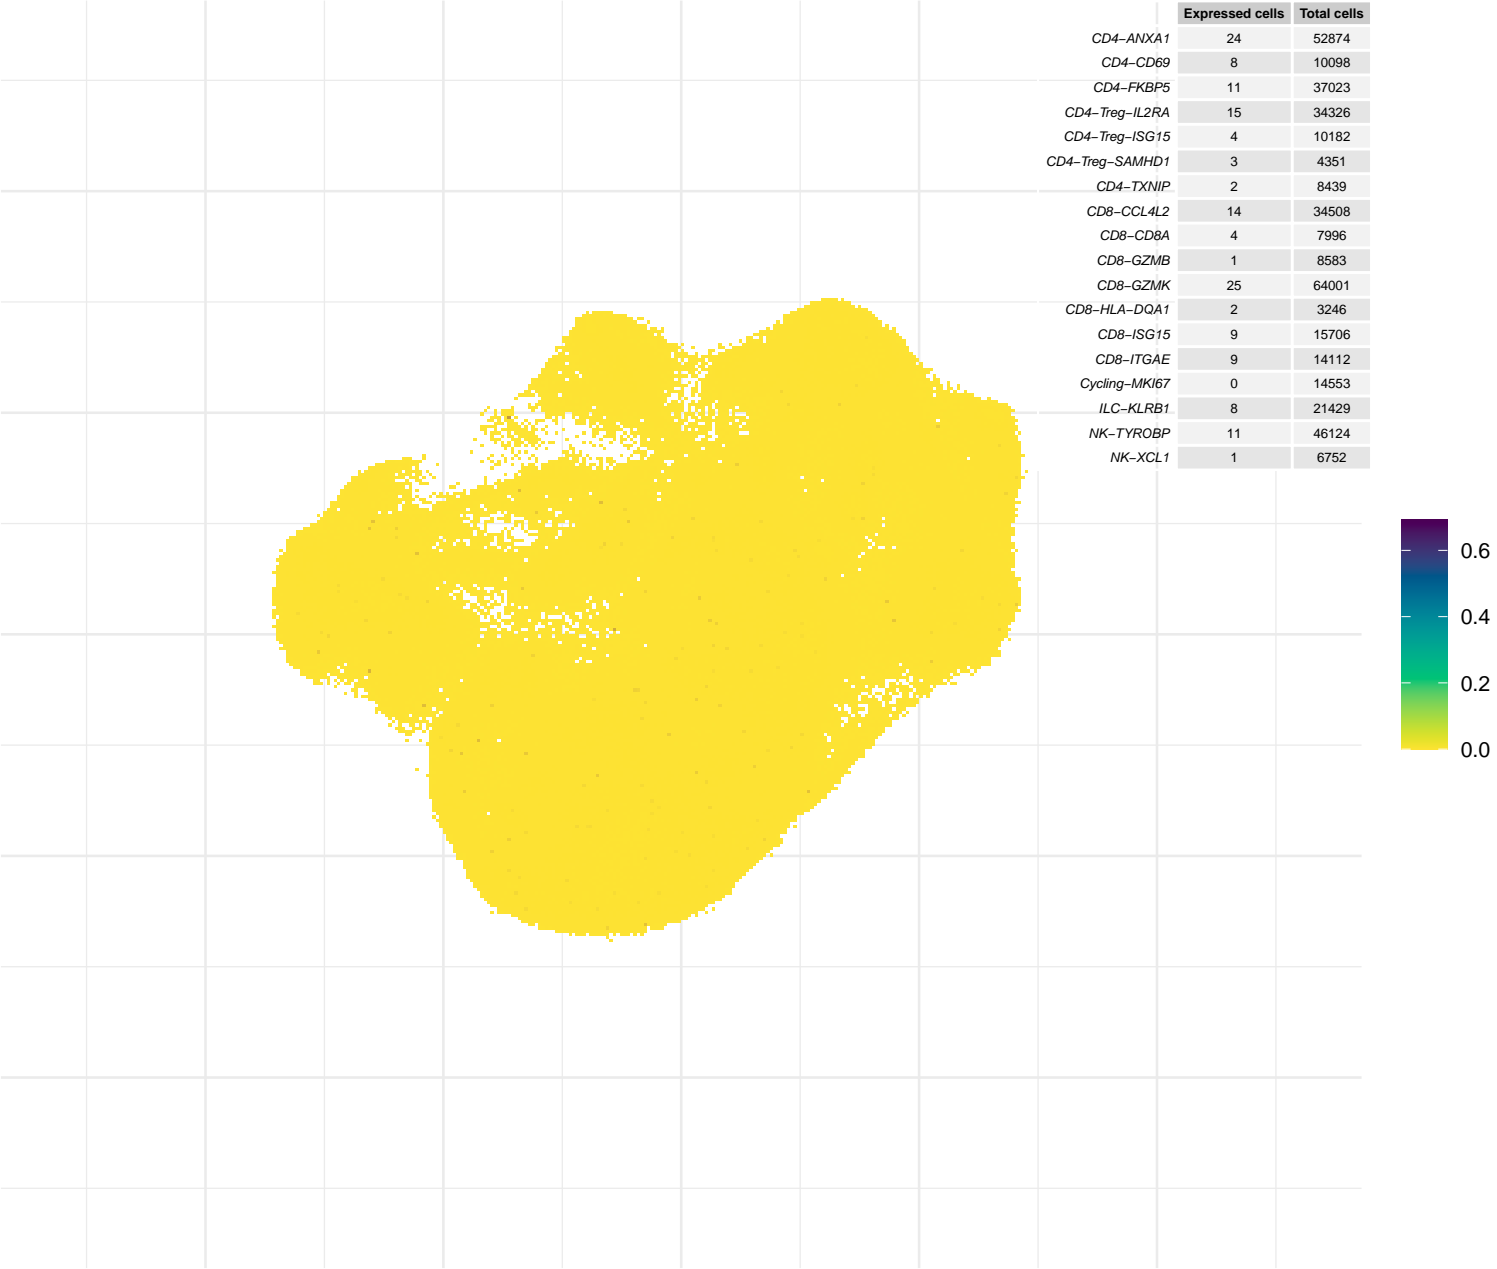 Expressed cells Total cells
CD4−ANXA1 24 52874
CD4−CD69 8 10098
CD4−FKBP5 11 37023
CD4−Treg−IL2RA 15 34326
CD4−Treg−ISG15 4 10182
CD4−Treg−SAMHD1 3 4351
CD4−TXNIP 2 8439
CD8−CCL4L2 14 34508
CD8−CD8A 4 7996
CD8−GZMB 1 8583
CD8−GZMK 25 64001
CD8−HLA−DQA1 2 3246
CD8−ISG15 9 15706
CD8−ITGAE 9 14112
Cycling−MKI67 0 14553
ILC−KLRB1 8 21429
NK−TYROBP 11 46124
NK−XCL1 1 6752
0.6
0.4
0.2
0.0